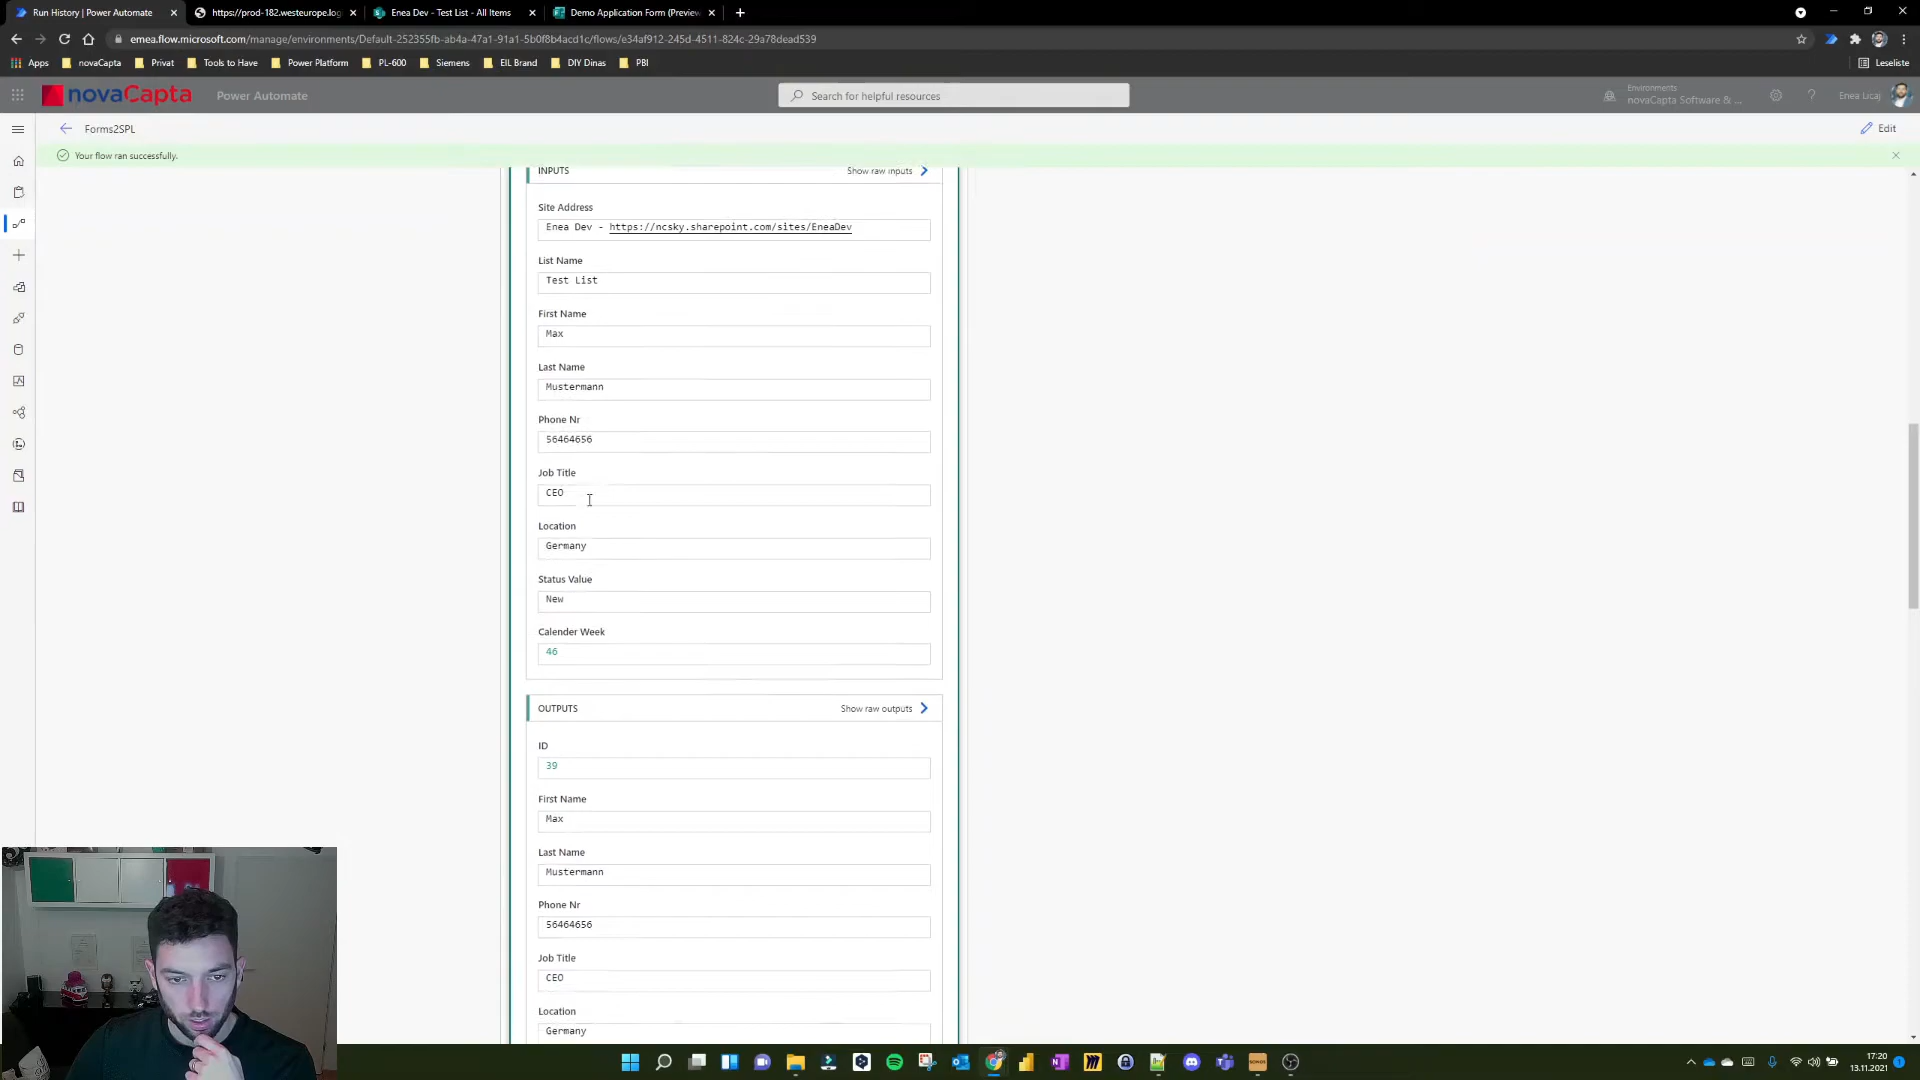 Run History | Power Automate
https://prod-182.westeurope.log
Enea Dev - Test List - All Items
Demo Application Form (Preview
emea.flow.microsoft.com/manage/environments/Default-252355fb-ab4a-47a1-91a1-5b0f8b4acd1c/flows/e34af912-245d-4511-824c-29a78dead539
Apps
novaCapta
Privat
Tools to Have
Power Platform
PL-600
Siemens
EIL Brand
DIY Dinas
PBI
Leseliste
novaCapta
Power Automate
Search for helpful resources
Environments
novaCapta Software & ...
Enea Licaj
Forms2SPL
Edit
Your flow ran successfully.
INPUTS
Show raw inputs
Site Address
Enea Dev - https://ncsky.sharepoint.com/sites/EneaDev
List Name
Test List
First Name
Max
Last Name
Mustermann
Phone Nr
56464656
Job Title
CEO
Location
Germany
Status Value
New
Calender Week
46
OUTPUTS
Show raw outputs
ID
39
First Name
Max
Last Name
Mustermann
Phone Nr
56464656
Job Title
CEO
Location
Germany
17:20
13.11.2021